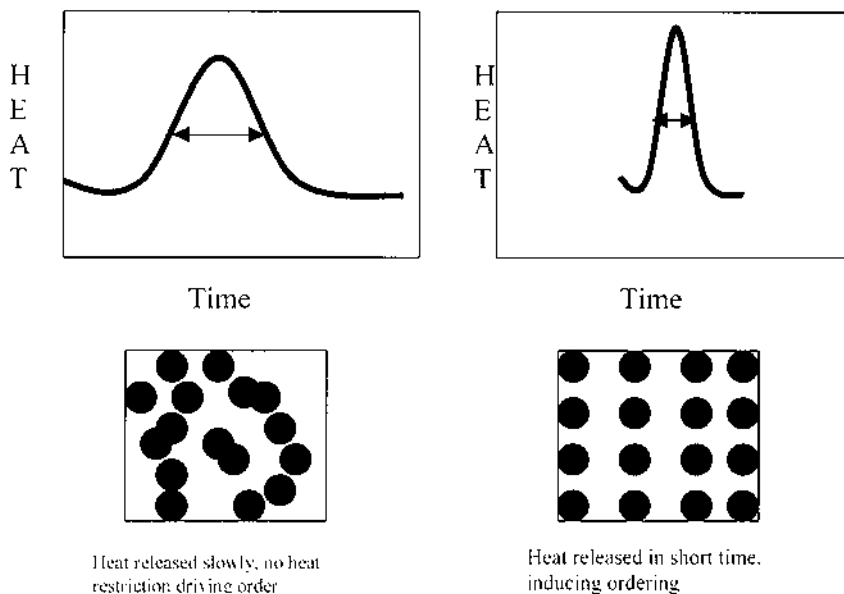 H
E
A
T
H
E
A
T
Time
Time
Heat released slowly, no heat
restriction driving order
Heat released in short time,
inducing ordering